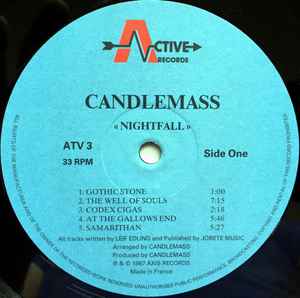 ACTIVE
RECORDS
CANDLEMASS
« NIGHTFALL »
ATV 3
33 RPM
Side One
1. GOTHIC STONE 1:00
2. THE WELL OF SOULS 7:15
3. CODEX CIGAS 2:18
4. AT THE GALLOWS END 5:46
5. SAMARITHAN 5:27
All tracks written by LEIF EDLING and Published by JOBETE MUSIC
Arranged by CANDLEMASS
Produced by CANDLEMASS
℗ & © 1987 AXIS RECORDS
Made in France